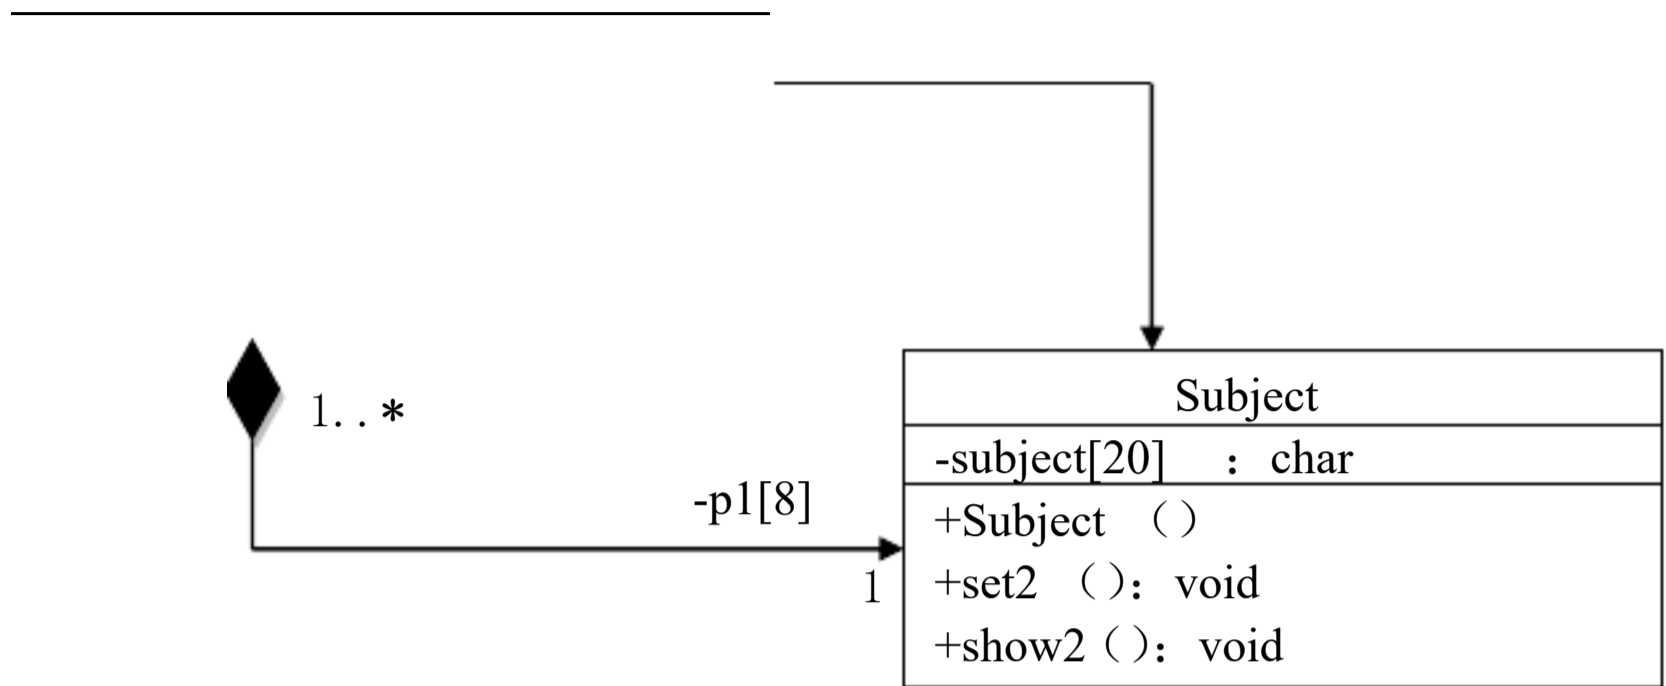 Subject
-subject[20] ：char
1..*
-p1[8]
+Subject （）
+set2 （）：void
1
+show2（）：void